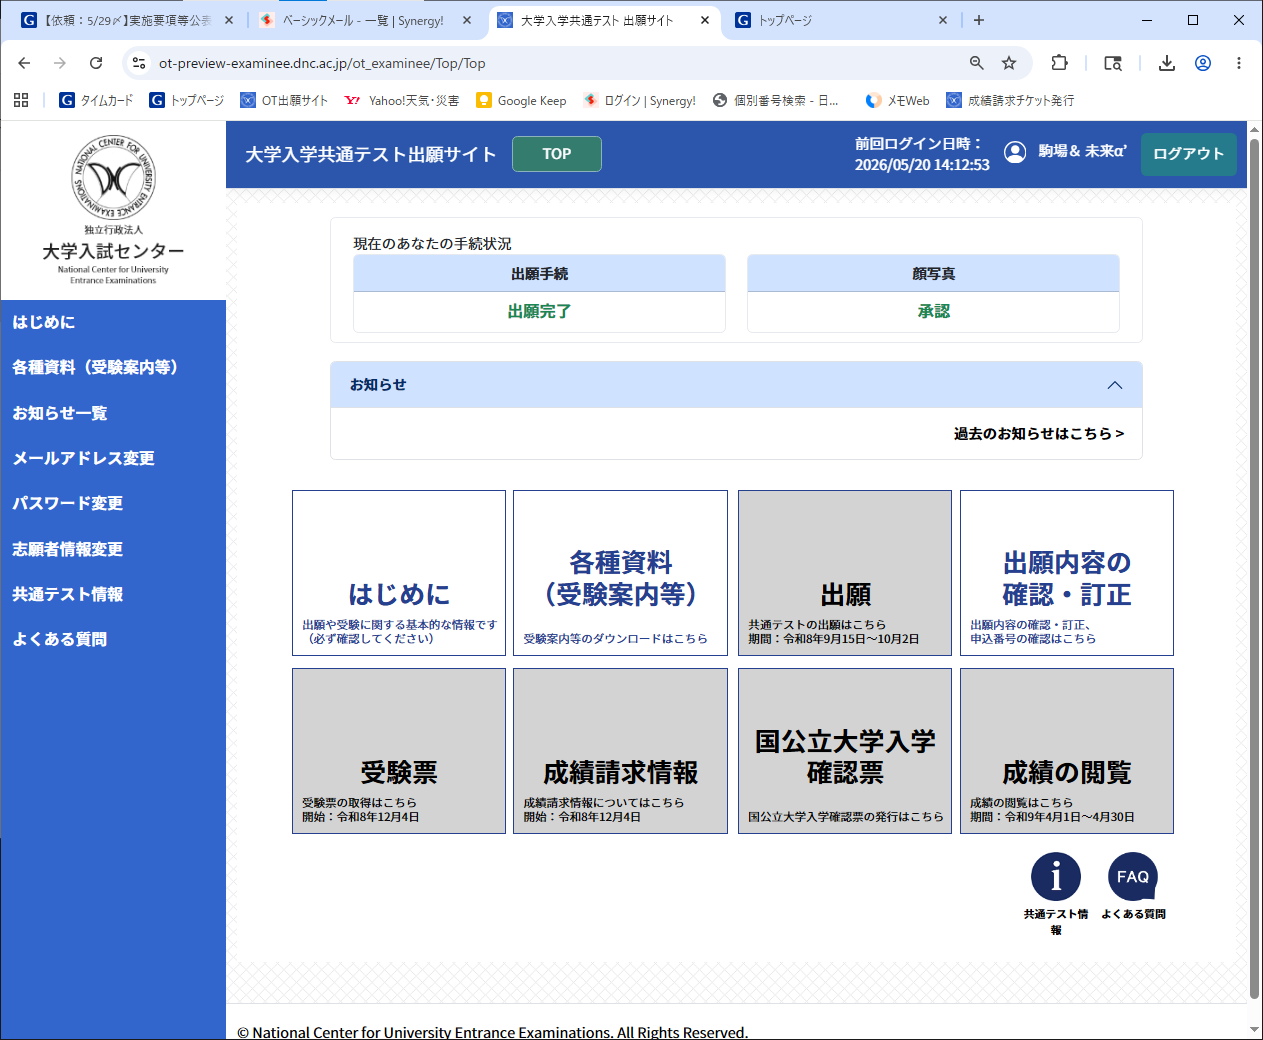 【依頼：5/29〆】実施要項等公表
ベーシックメール - 一覧 | Synergy!
大学入学共通テスト 出願サイト
トップページ
ot-preview-examinee.dnc.ac.jp/ot_examinee/Top/Top
タイムカード
トップページ
OT出願サイト
Yahoo!天気・災害
Google Keep
ログイン | Synergy!
個別番号検索 - 日...
メモWeb
成績請求チケット発行
NATIONAL CENTER FOR UNIVERSITY ENTRANCE EXAMINATIONS
独立行政法人
大学入試センター
National Center for University
Entrance Examinations
大学入学共通テスト出願サイト
TOP
前回ログイン日時：
2026/05/20 14:12:53
駒場＆ 未来α’
ログアウト
はじめに
各種資料（受験案内等）
お知らせ一覧
メールアドレス変更
パスワード変更
志願者情報変更
共通テスト情報
よくある質問
現在のあなたの手続状況
出願手続
出願完了
顔写真
承認
お知らせ
過去のお知らせはこちら >
はじめに
出願や受験に関する基本的な情報です
（必ず確認してください）
各種資料
（受験案内等）
受験案内等のダウンロードはこちら
出願
共通テストの出願はこちら
期間：令和8年9月15日～10月2日
出願内容の
確認・訂正
出願内容の確認・訂正、
申込番号の確認はこちら
受験票
受験票の取得はこちら
開始：令和8年12月4日
成績請求情報
成績請求情報についてはこちら
開始：令和8年12月4日
国公立大学入学
確認票
国公立大学入学確認票の発行はこちら
成績の閲覧
成績の閲覧はこちら
期間：令和9年4月1日～4月30日
i
共通テスト情
報
FAQ
よくある質問
© National Center for University Entrance Examinations. All Rights Reserved.